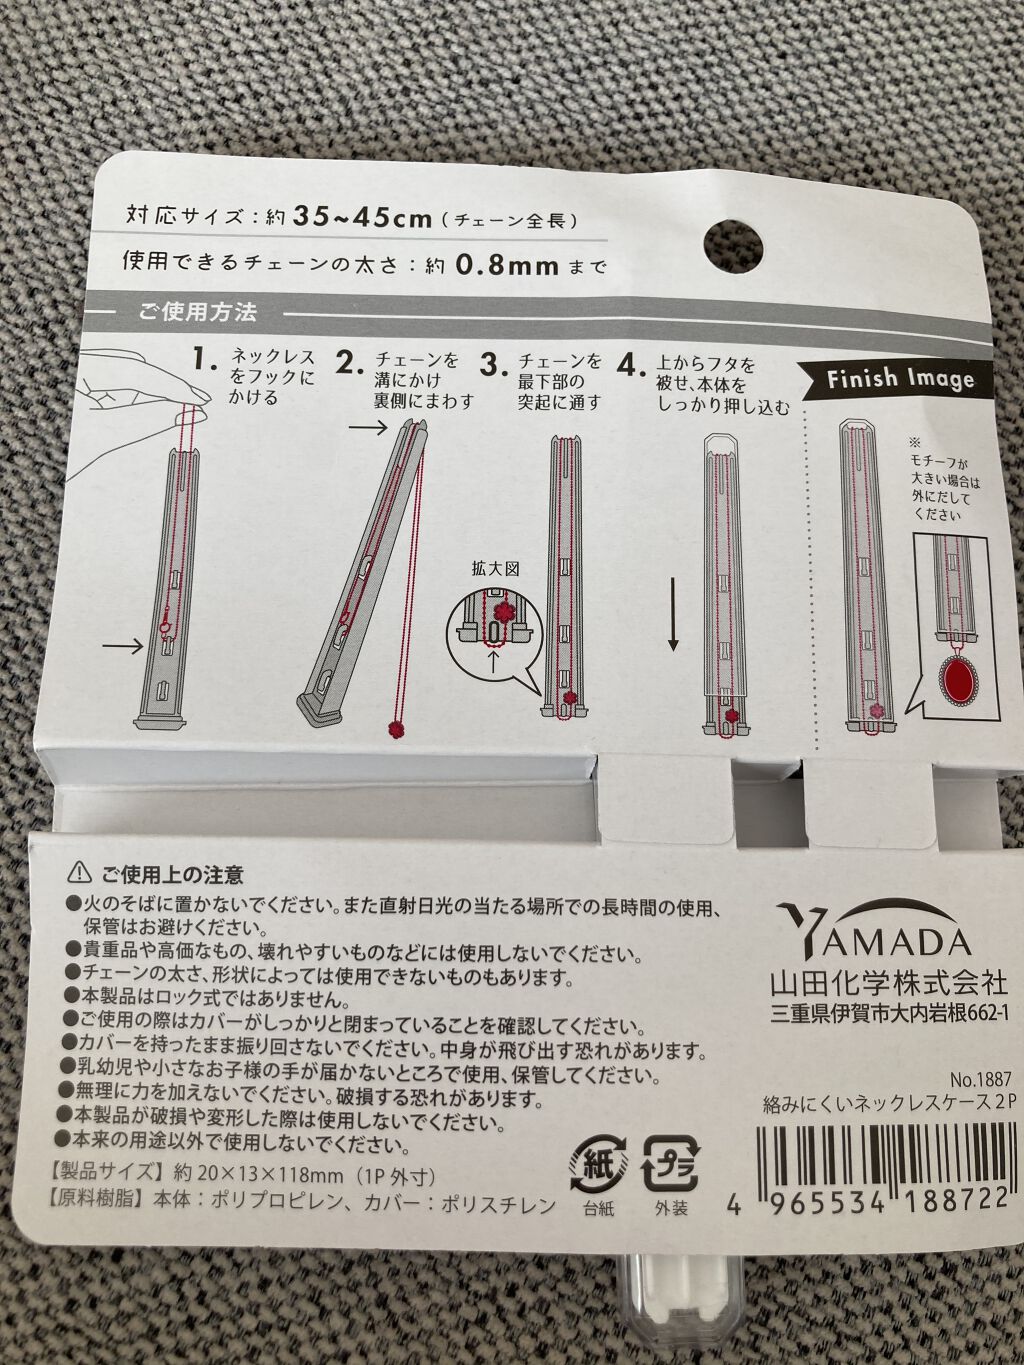 対応サイズ：約35~45cm（チェーン全長）
使用できるチェーンの太さ：約 0.8mm まで
ご使用方法
1. ネックレス
をフックに
かける
2. チェーンを
溝にかけ
裏側にまわす
3. チェーンを
最下部の
突起に通す
4. 上からフタを
被せ、本体を
しっかり押し込む
Finish Image
※
モチーフが
大きい場合は
外にだして
ください
拡大図
⚠ ご使用上の注意
●火のそばに置かないでください。また直射日光の当たる場所での長時間の使用、
保管はお避けください。
●貴重品や高価なもの、壊れやすいものなどには使用しないでください。
●チェーンの太さ、形状によっては使用できないものもあります。
●本製品はロック式ではありません。
●ご使用の際はカバーがしっかりと閉まっていることを確認してください。
●カバーを持ったまま振り回さないでください。中身が飛び出す恐れがあります。
●乳幼児や小さなお子様の手が届かないところで使用、保管してください。
●無理に力を加えないでください。破損する恐れがあります。
●本製品が破損や変形した際は使用しないでください。
●本来の用途以外で使用しないでください。
【製品サイズ】約20×13×118mm（1P 外寸）
【原料樹脂】本体：ポリプロピレン、カバー：ポリスチレン
紙
台紙
プラ
外装
YAMADA
山田化学株式会社
三重県伊賀市大内岩根662-1
No.1887
絡みにくいネックレスケース2P
4 965534 188722